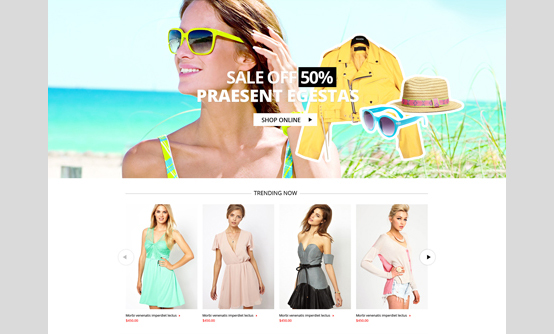 SALE OFF 50%
PRAESENT EGESTAS
SHOP ONLINE
TRENDING NOW
Morbi venenatis imperdiet lectus
$450.00
Morbi venenatis imperdiet lectus
$450.00
Morbi venenatis imperdiet lectus
$450.00
Morbi venenatis imperdiet lectus
$450.00